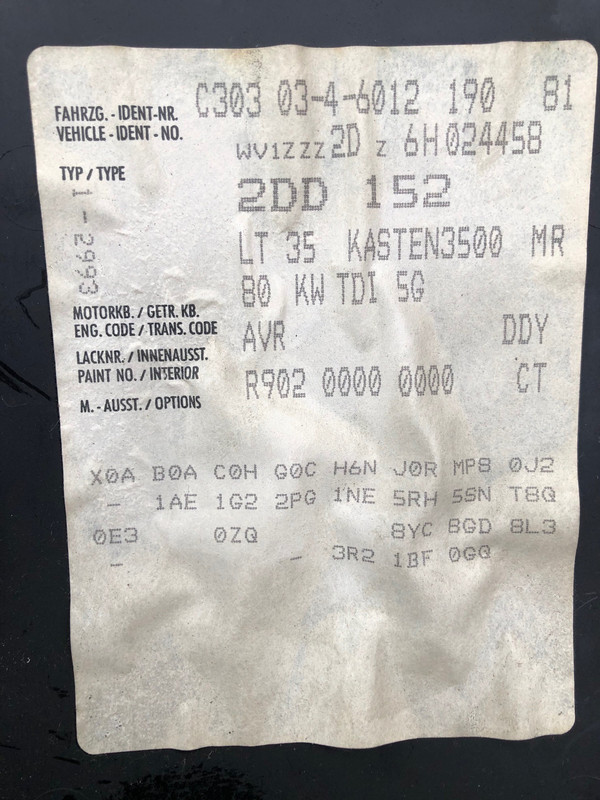 C303 03-4-6012 190 81
FAHRZG. - IDENT-NR.
VEHICLE - IDENT - NO. WV1ZZZ2D Z 6H024458
TYP / TYPE 2DD 152
1 - 2993
LT 35 KASTEN3500 MR
80 KW TDI 5G
MOTORKB. / GETR. KB.
ENG. CODE / TRANS. CODE AVR DDY
LACKNR. / INNENAUSST.
PAINT NO. / INTERIOR R902 0000 0000 CT
M. - AUSST. / OPTIONS
X0A B0A C0H G0C H6N J0R MP8 0J2
- 1AE 1G2 2PG 1NE 5RH 5SN T8Q
0E3 0ZQ 8YC 8GD 8L3
- - 3R2 1BF 0GQ